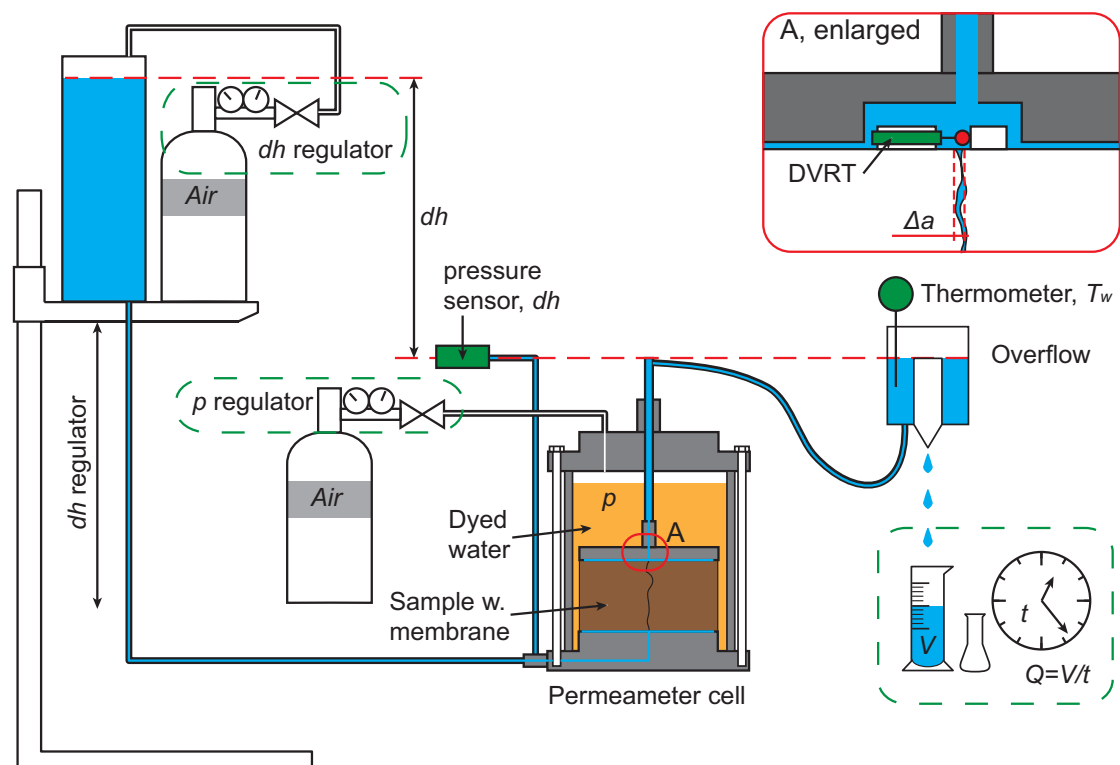 A, enlarged
DVRT
Δa
dh regulator
Air
dh
pressure
sensor, dh
Thermometer, Tw
Overflow
p regulator
Air
dh regulator
p
Dyed
water
A
Sample w.
membrane
Permeameter cell
V
t
Q=V/t